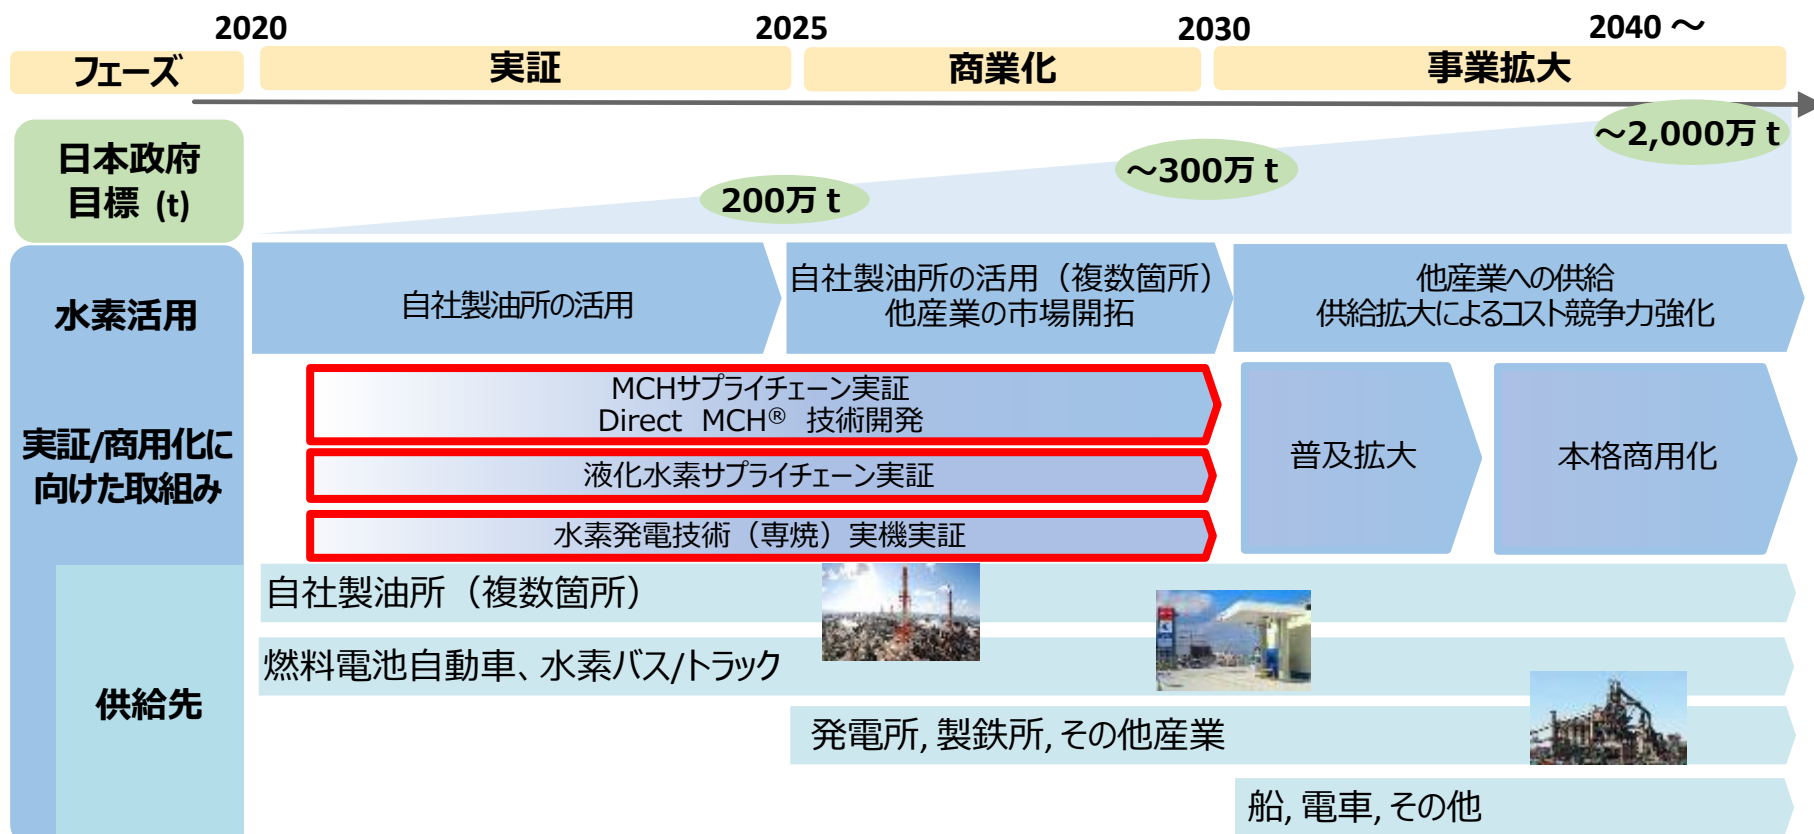 2020
2025
2030
2040 ～
フェーズ
実証
商業化
事業拡大
日本政府
目標 (t)
200万 t
～300万 t
～2,000万 t
水素活用
自社製油所の活用
自社製油所の活用（複数箇所）
他産業の市場開拓
他産業への供給
供給拡大によるコスト競争力強化
実証/商用化に
向けた取組み
MCHサプライチェーン実証
Direct MCH® 技術開発
液化水素サプライチェーン実証
水素発電技術（専焼）実機実証
普及拡大
本格商用化
供給先
自社製油所（複数箇所）
燃料電池自動車、水素バス/トラック
発電所, 製鉄所, その他産業
船, 電車, その他